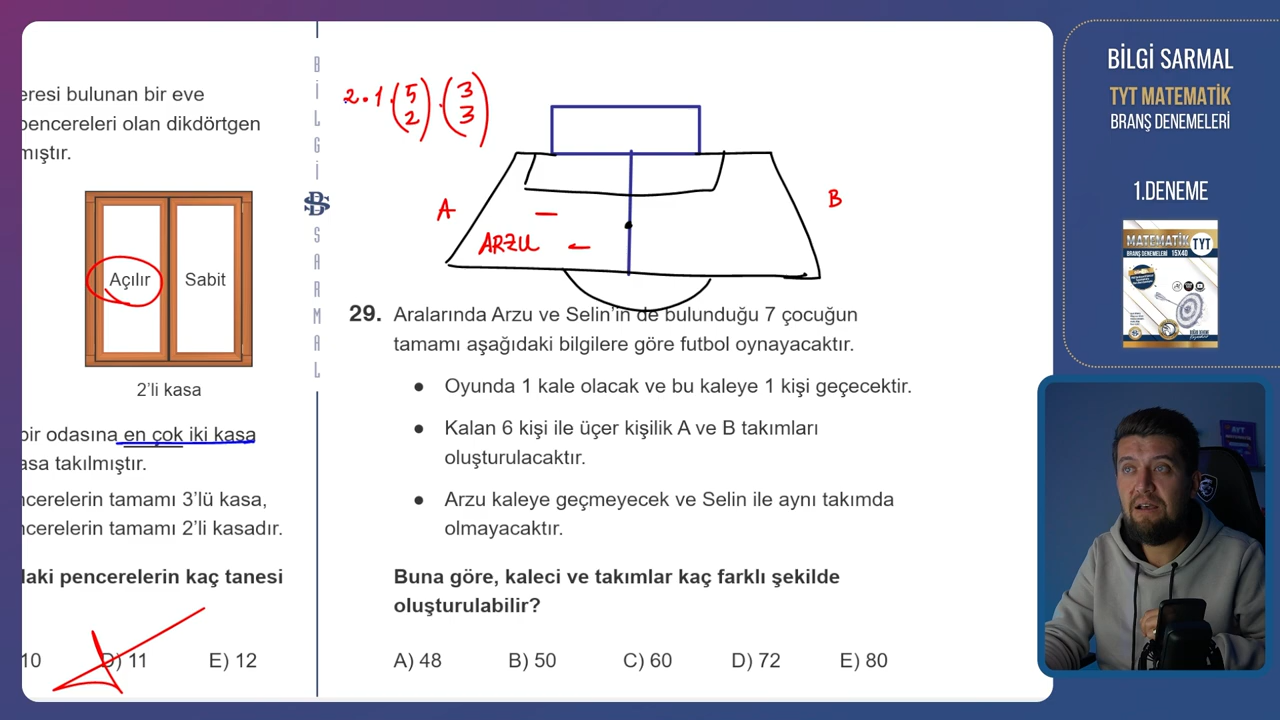 eresi bulunan bir eve
pencereleri olan dikdörtgen
mıştır.
Açılır
Sabit
2'li kasa
bir odasına en çok iki kasa
asa takılmıştır.
ncerelerin tamamı 3'lü kasa,
ncerelerin tamamı 2'li kasadır.
daki pencerelerin kaç tanesi
10 D) 11 E) 12
BİLGİ
SARMAL
2.1.(5 2).(3 3)
A
B
ARZU
29. Aralarında Arzu ve Selin'in de bulunduğu 7 çocuğun
tamamı aşağıdaki bilgilere göre futbol oynayacaktır.
● Oyunda 1 kale olacak ve bu kaleye 1 kişi geçecektir.
● Kalan 6 kişi ile üçer kişilik A ve B takımları
oluşturulacaktır.
● Arzu kaleye geçmeyecek ve Selin ile aynı takımda
olmayacaktır.
Buna göre, kaleci ve takımlar kaç farklı şekilde
oluşturulabilir?
A) 48 B) 50 C) 60 D) 72 E) 80
BİLGİ SARMAL
TYT MATEMATİK
BRANŞ DENEMELERİ
1.DENEME
MATEMATİK TYT
BRANŞ DENEMELERİ 15X40